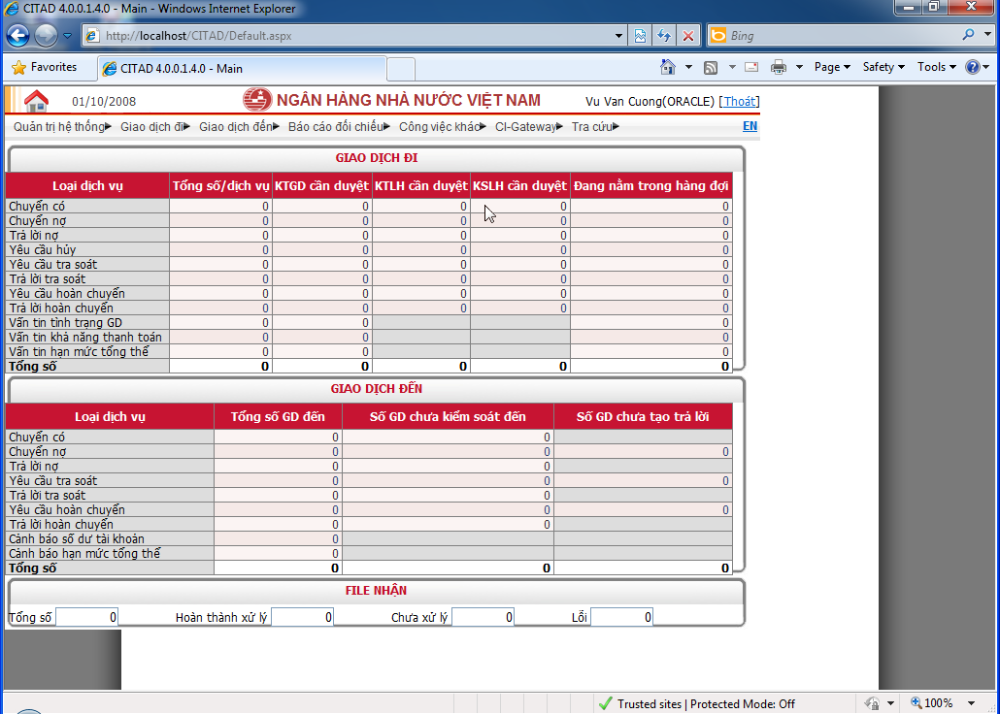 CITAD 4.0.0.1.4.0 - Main - Windows Internet Explorer
http://localhost/CITAD/Default.aspx Bing
Favorites CITAD 4.0.0.1.4.0 - Main Page Safety Tools
01/10/2008 NGÂN HÀNG NHÀ NƯỚC VIỆT NAM Vu Van Cuong(ORACLE) [Thoát]
Quản trị hệ thống Giao dịch đi Giao dịch đến Báo cáo đối chiếu Công việc khác CI-Gateway Tra cứu EN
GIAO DỊCH ĐI
Loại dịch vụ Tổng số/dịch vụ KTGD cần duyệt KTLH cần duyệt KSLH cần duyệt Đang nằm trong hàng đợi
Chuyển có 0 0 0 0 0
Chuyển nợ 0 0 0 0 0
Trả lời nợ 0 0 0 0 0
Yêu cầu hủy 0 0 0 0 0
Yêu cầu tra soát 0 0 0 0 0
Trả lời tra soát 0 0 0 0 0
Yêu cầu hoàn chuyển 0 0 0 0 0
Trả lời hoàn chuyển 0 0 0 0 0
Vấn tin tình trạng GD 0 0 0
Vấn tin khả năng thanh toán 0 0 0
Vấn tin hạn mức tổng thể 0 0 0
Tổng số 0 0 0 0 0
GIAO DỊCH ĐẾN
Loại dịch vụ Tổng số GD đến Số GD chưa kiểm soát đến Số GD chưa tạo trả lời
Chuyển có 0 0
Chuyển nợ 0 0 0
Trả lời nợ 0 0
Yêu cầu tra soát 0 0 0
Trả lời tra soát 0 0
Yêu cầu hoàn chuyển 0 0 0
Trả lời hoàn chuyển 0 0
Cảnh báo số dư tài khoản 0
Cảnh báo hạn mức tổng thể 0
Tổng số 0 0 0
FILE NHẬN
Tổng số 0 Hoàn thành xử lý 0 Chưa xử lý 0 Lỗi 0
Trusted sites | Protected Mode: Off 100%